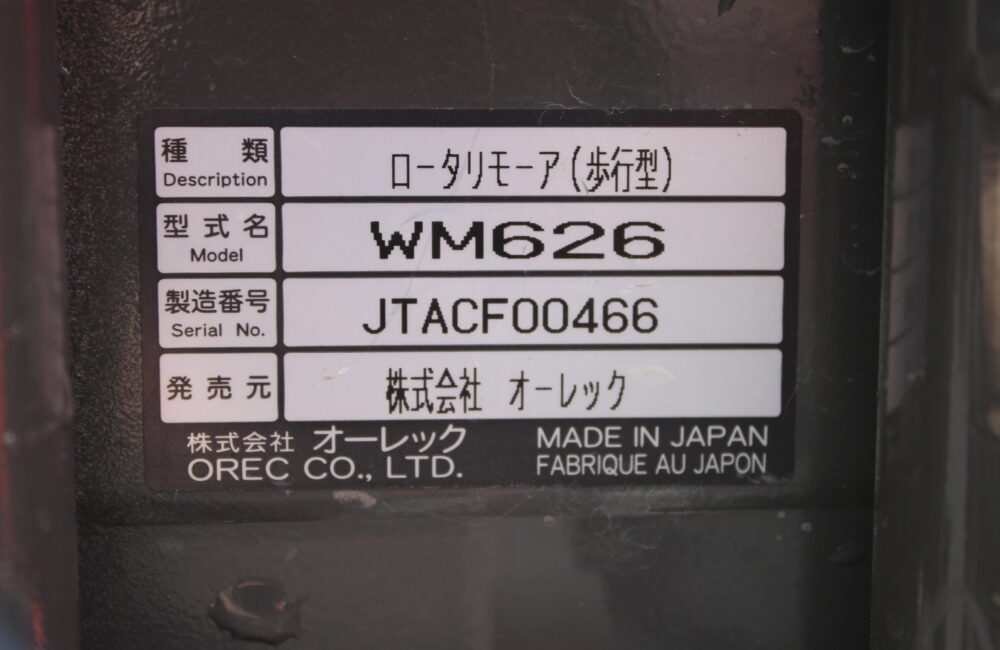 種 類 ロータリモーア(歩行型)
Description
型式名 WM626
Model
製造番号 JTACF00466
Serial No.
発売元 株式会社 オーレック
株式会社 オーレック MADE IN JAPAN
OREC CO., LTD. FABRIQUE AU JAPON